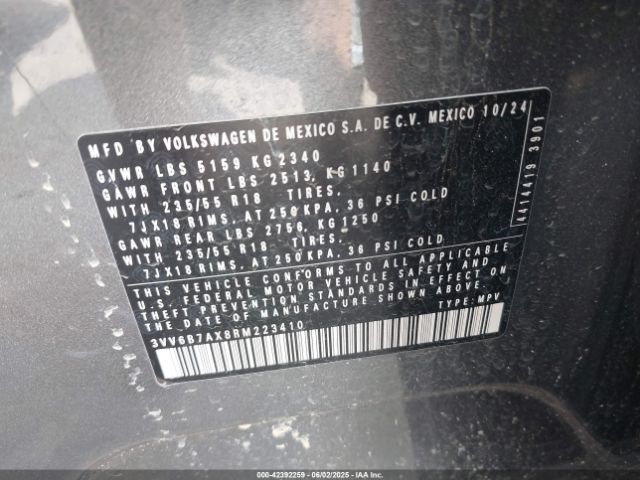 MFD BY VOLKSWAGEN DE MEXICO S.A. DE C.V. MEXICO 10/24
GVWR LBS 5159 KG 2340
GAWR FRONT LBS 2513, KG 1140
WITH 235/55 R18 TIRES,
7JX18 RIMS, AT 250 KPA, 36 PSI COLD
GAWR REAR LBS 2756, KG 1250
WITH 235/55 R18 TIRES,
7JX18 RIMS, AT 250 KPA, 36 PSI COLD
THIS VEHICLE CONFORMS TO ALL APPLICABLE
U.S. FEDERAL MOTOR VEHICLE SAFETY AND
THEFT PREVENTION STANDARDS IN EFFECT ON
THE DATE OF MANUFACTURE SHOWN ABOVE.
3VV6B7AX8RM223410 TYPE: MPV
4414419 3901
000-42392259 - 06/02/2025 - IAA Inc.